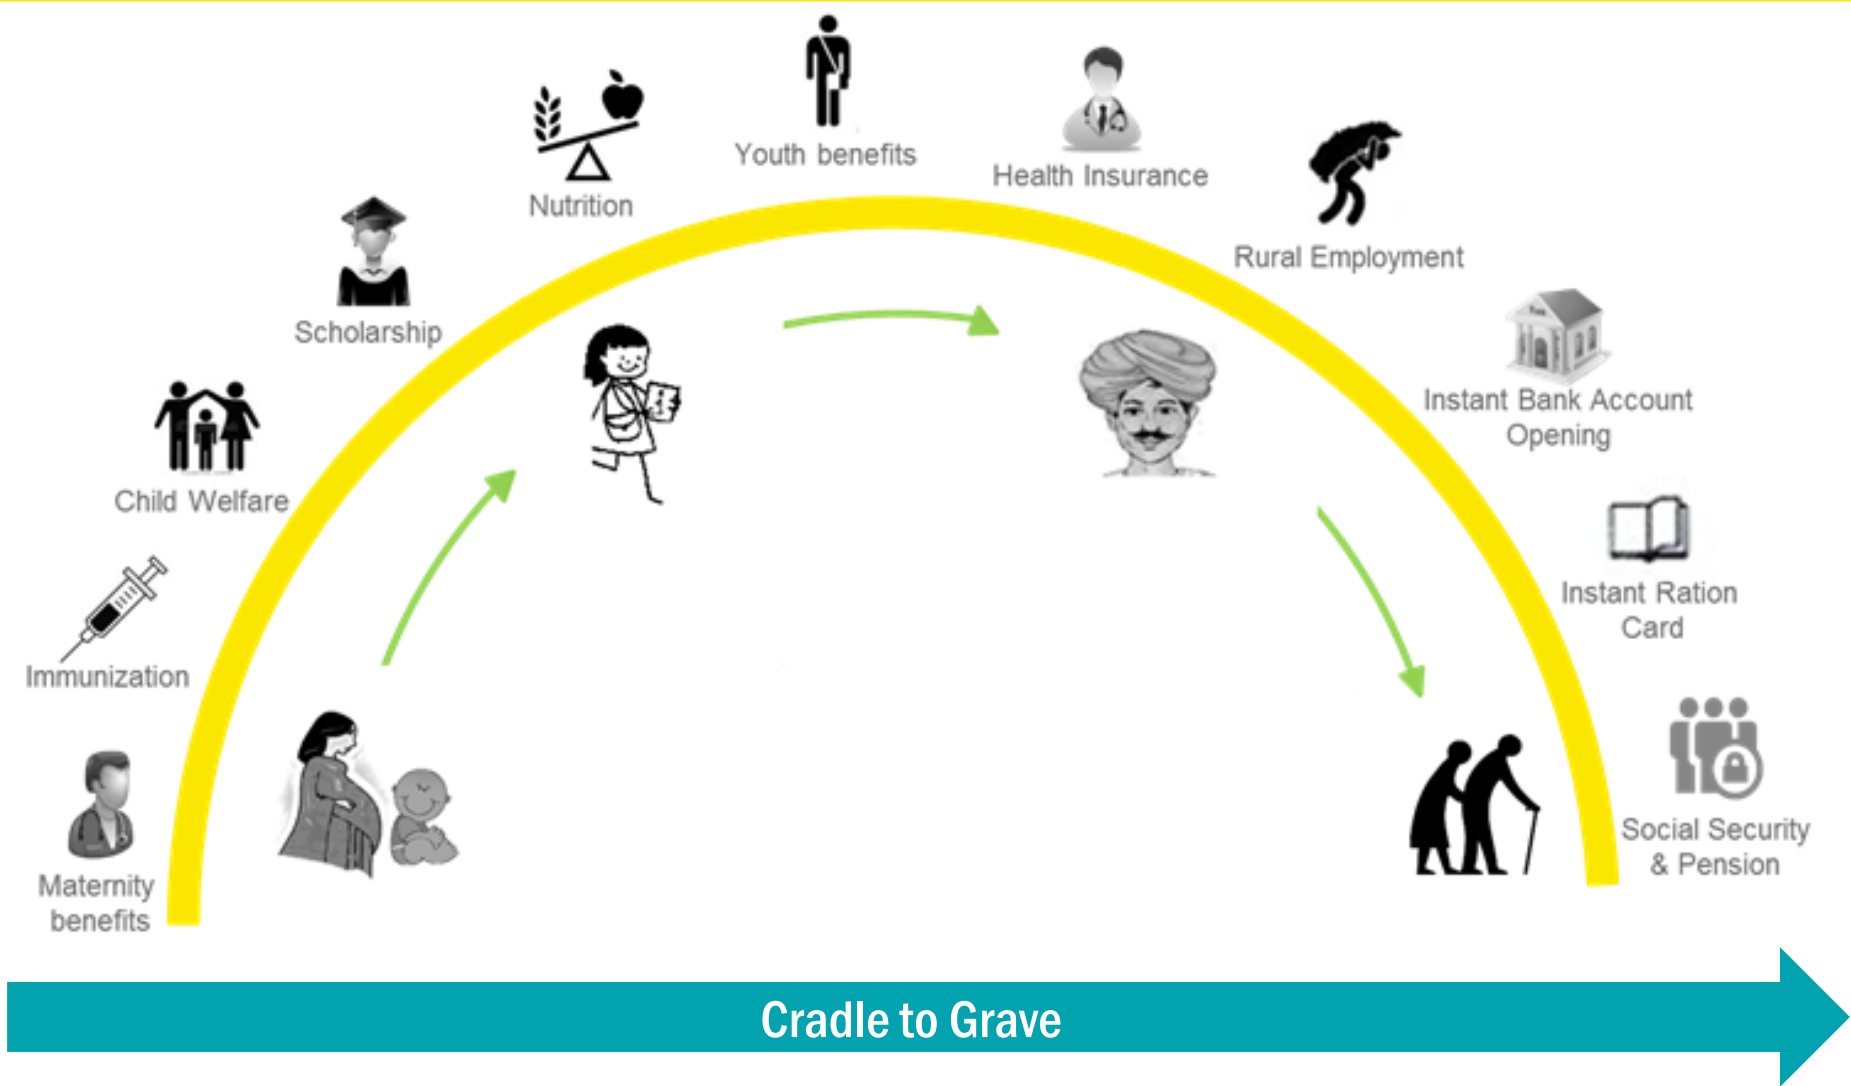 Maternity
benefits
Immunization
Child Welfare
Scholarship
Nutrition
Youth benefits
Health Insurance
Rural Employment
Instant Bank Account
Opening
Instant Ration
Card
Social Security
& Pension
Cradle to Grave